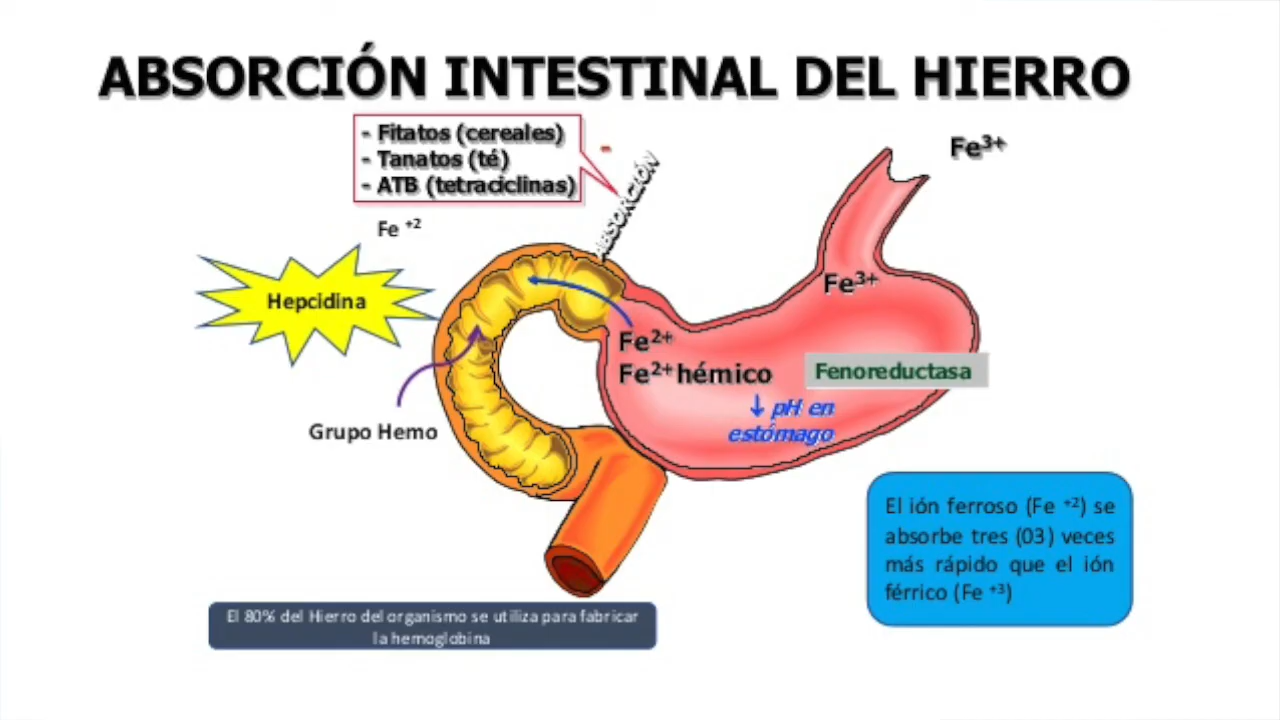 ABSORCIÓN INTESTINAL DEL HIERRO
- Fitatos (cereales)
- Tanatos (té)
- ATB (tetraciclinas)
-
ABSORCIÓN
Fe3+
Fe +2
Hepcidina
Fe3+
Fe2+
Fe2+ hémico
Fenoreductasa
↓ pH en
estómago
Grupo Hemo
El ión ferroso (Fe +2) se
absorbe tres (03) veces
más rápido que el ión
férrico (Fe +3)
El 80% del Hierro del organismo se utiliza para fabricar
la hemoglobina